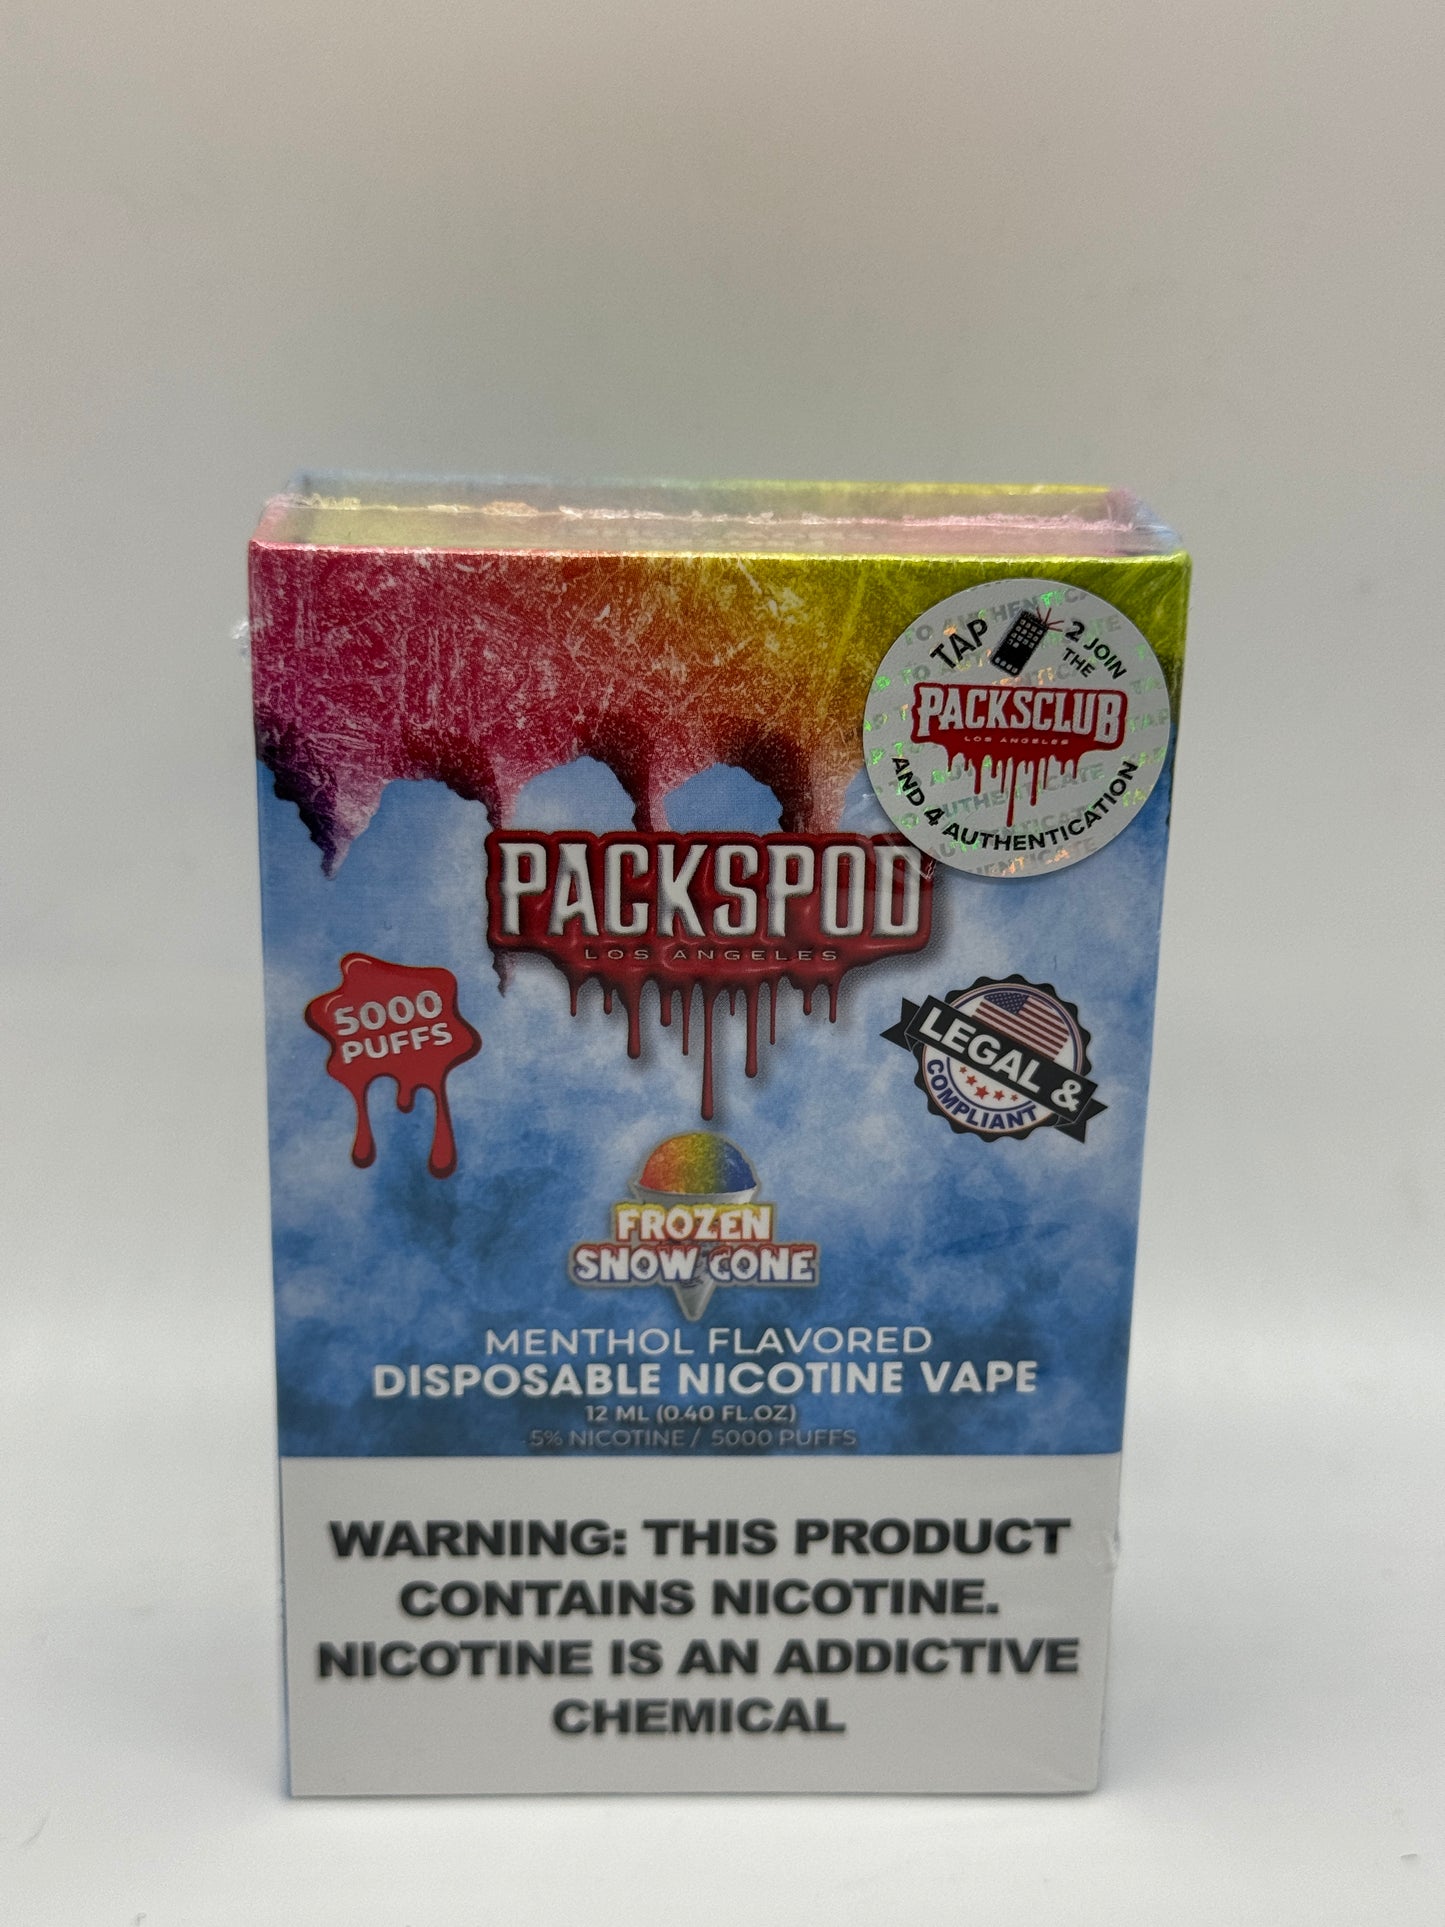 TAP 2 JOIN
THE
PACKSCLUB
LOS ANGELES
AND 4 AUTHENTICATION
PACKSPOD
LOS ANGELES
5000
PUFFS
LEGAL &
COMPLIANT
FROZEN
SNOW CONE
MENTHOL FLAVORED
DISPOSABLE NICOTINE VAPE
12 ML (0.40 FL.OZ)
5% NICOTINE / 5000 PUFFS
WARNING: THIS PRODUCT
CONTAINS NICOTINE.
NICOTINE IS AN ADDICTIVE
CHEMICAL